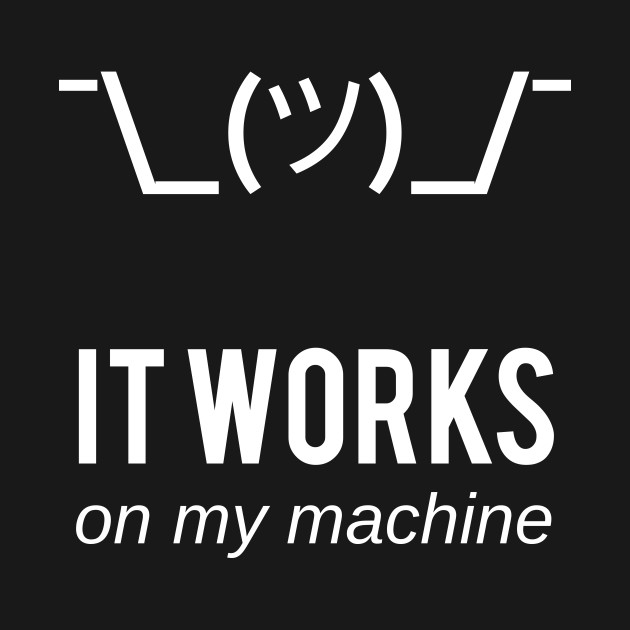 ¯\_(ツ)_/¯
IT WORKS
on my machine